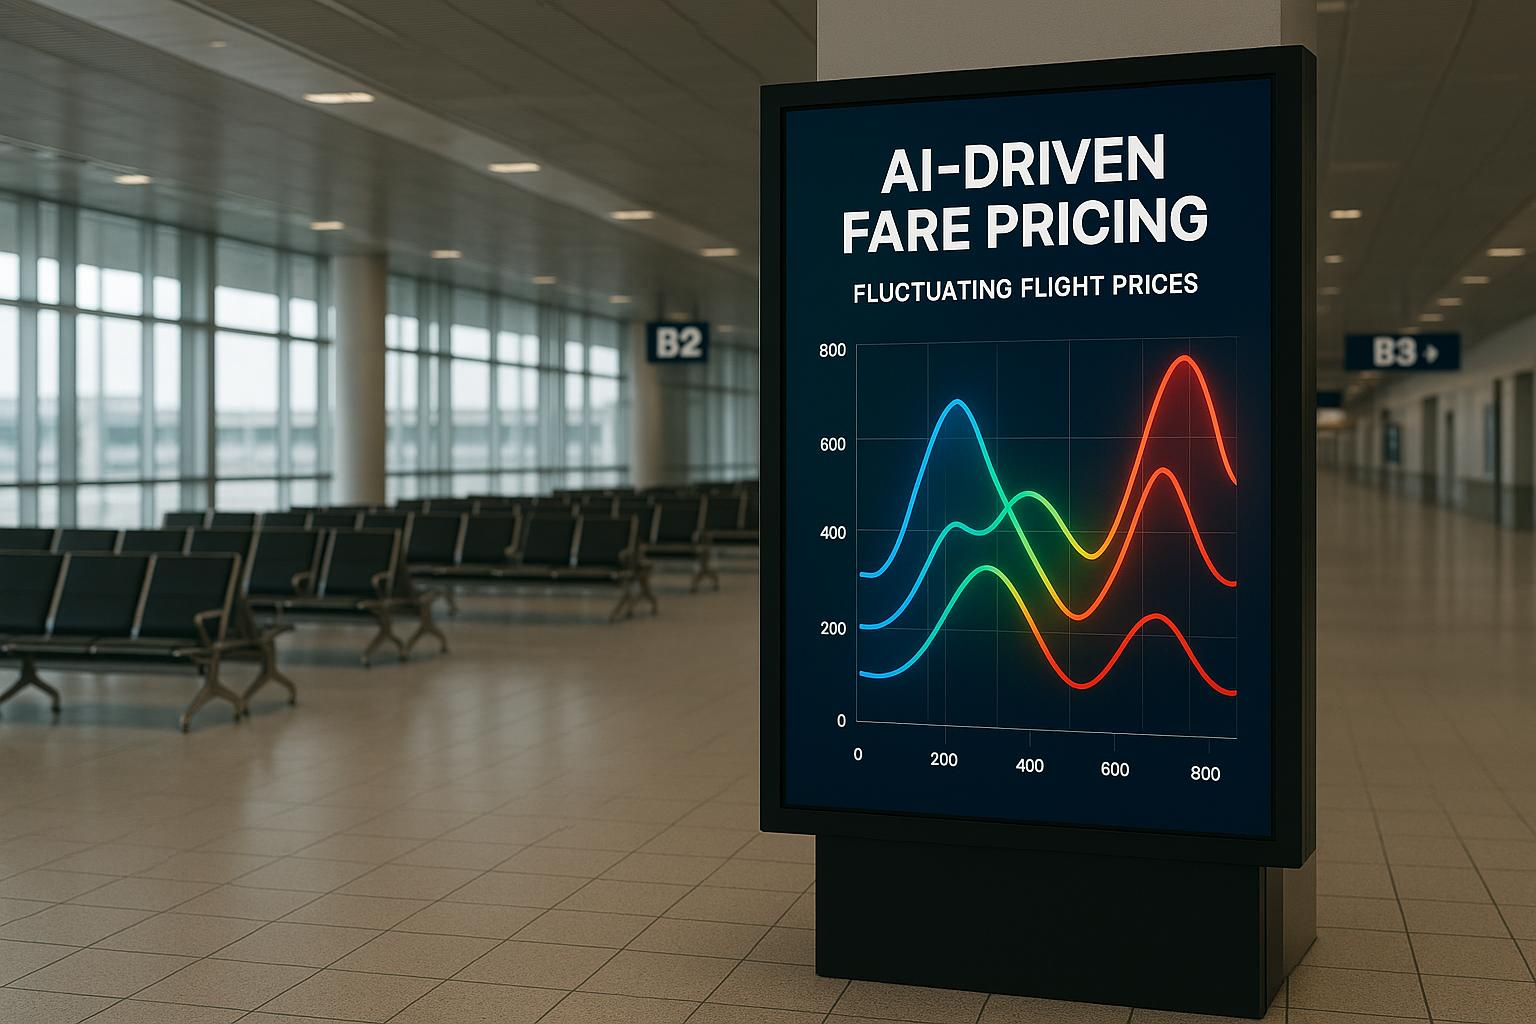 AI-DRIVEN
FARE PRICING
FLUCTUATING FLIGHT PRICES
B2
B3→
800
600
400
200
0
0 200 400 600 800